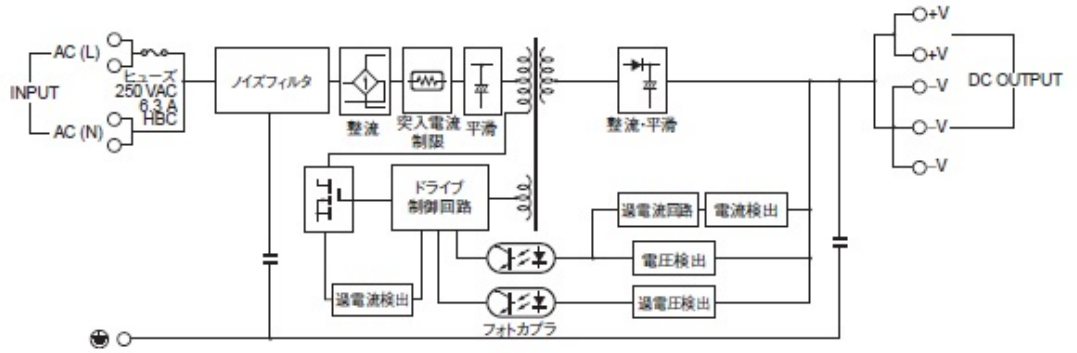 INPUT
AC (L)
ヒューズ
250 VAC
6.3 A
HBC
AC (N)
ノイズフィルタ
整流
突入電流
制限
平滑
整流・平滑
+V
+V
−V
−V
−V
DC OUTPUT
ドライブ
制御回路
過電流検出
過電流回路
電流検出
電圧検出
過電圧検出
フォトカプラ